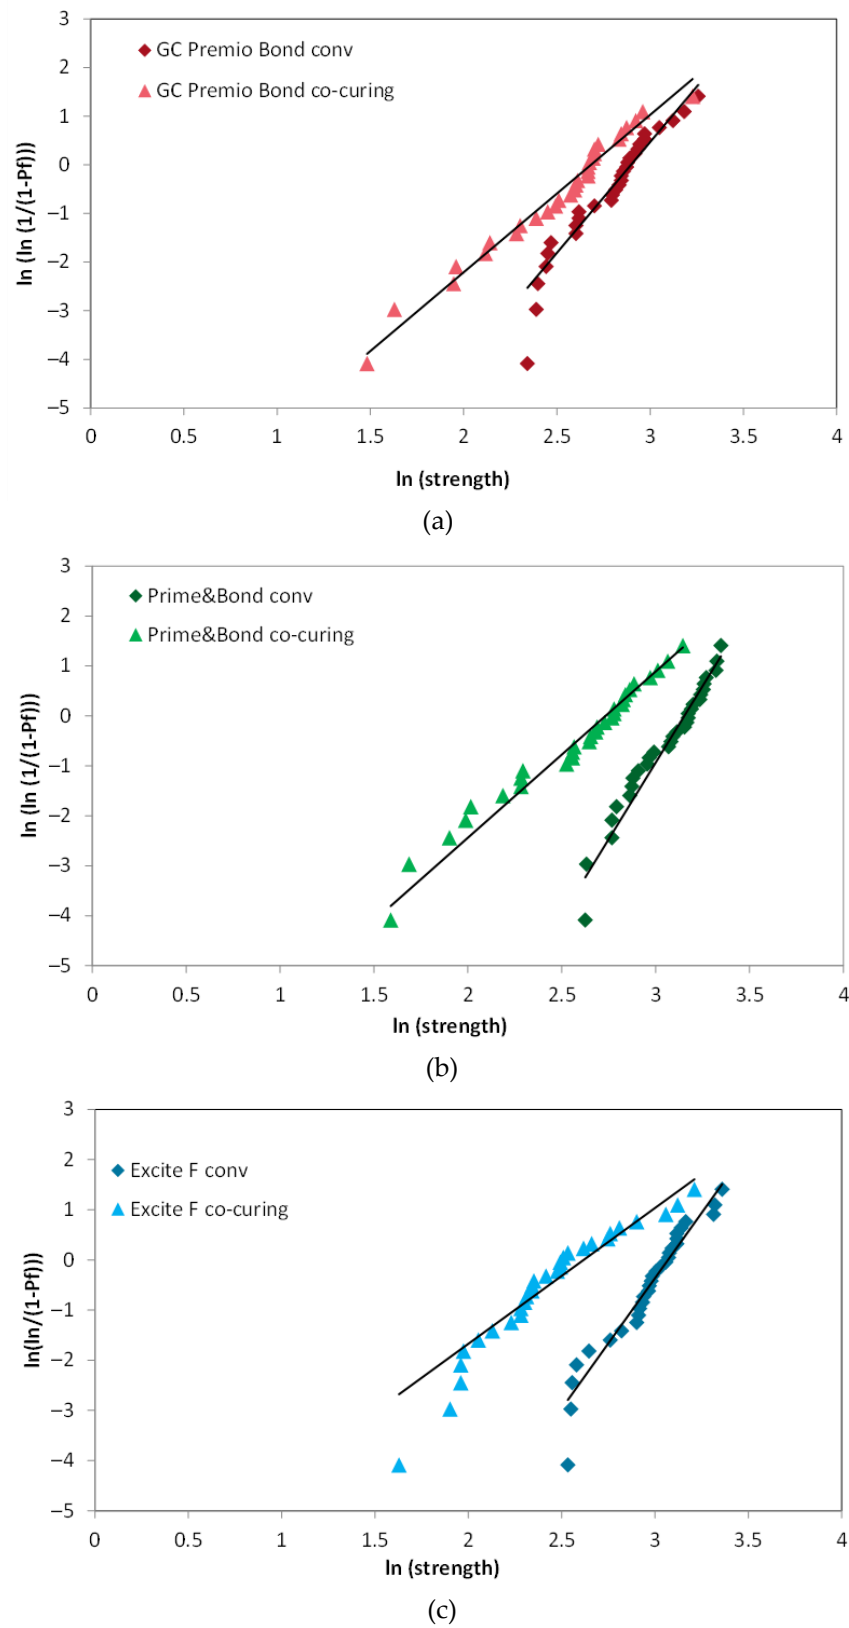 3
GC Premio Bond conv
2
GC Premio Bond co-curing
1
0
−1
−2
−3
−4
−5
ln (ln (1/(1-Pf)))
0 0.5 1 1.5 2 2.5 3 3.5 4
ln (strength)
(a)
3
Prime&Bond conv
2
Prime&Bond co-curing
1
0
−1
−2
−3
−4
−5
ln (ln (1/(1-Pf)))
0 0.5 1 1.5 2 2.5 3 3.5 4
ln (strength)
(b)
3
2
Excite F conv
Excite F co-curing
1
0
−1
−2
−3
−4
−5
ln(ln/(1-Pf)))
0 0.5 1 1.5 2 2.5 3 3.5 4
ln (strength)
(c)